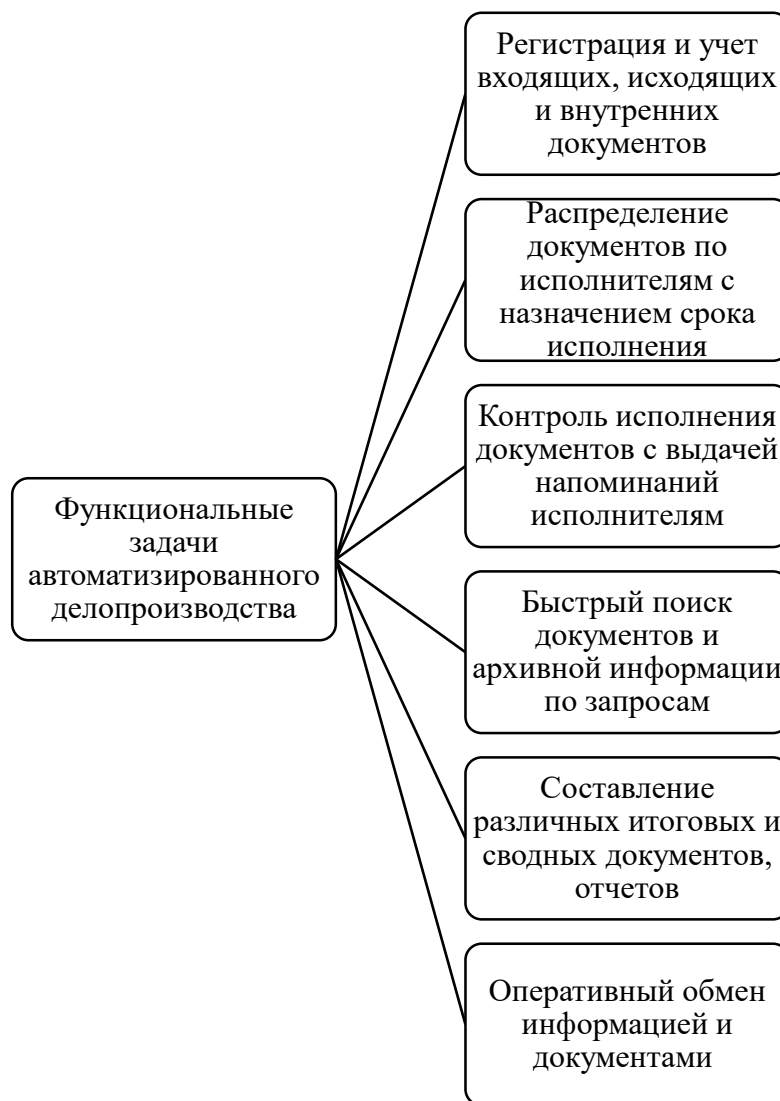 Регистрация и учет
входящих, исходящих
и внутренних
документов
Распределение
документов по
исполнителям с
назначением срока
исполнения
Контроль исполнения
документов с выдачей
напоминаний
исполнителям
Функциональные
задачи
автоматизированного
делопроизводства
Быстрый поиск
документов и
архивной информации
по запросам
Составление
различных итоговых и
сводных документов,
отчетов
Оперативный обмен
информацией и
документами